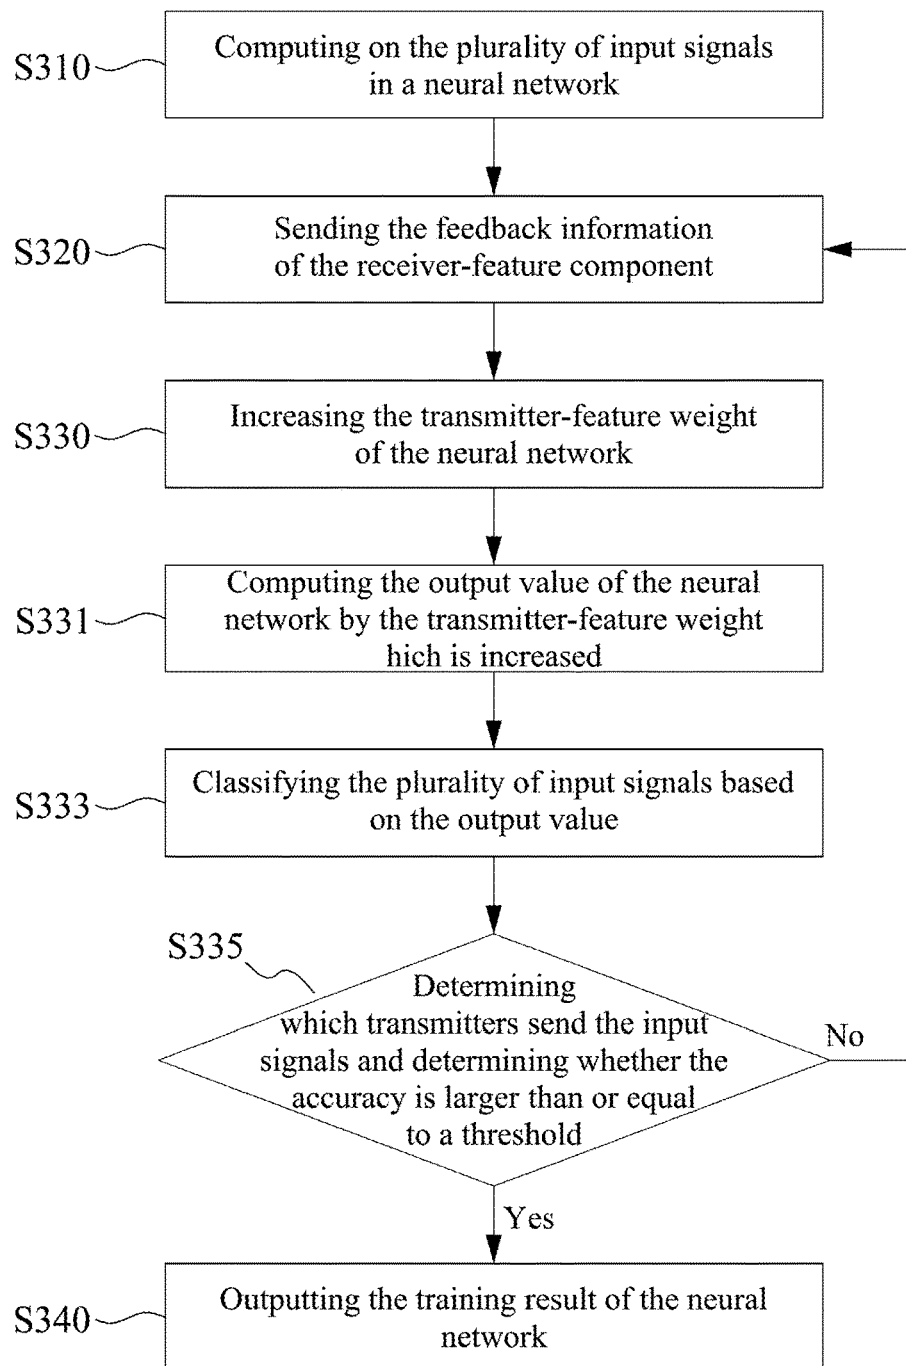 S310
Computing on the plurality of input signals
in a neural network
S320
Sending the feedback information
of the receiver-feature component
S330
Increasing the transmitter-feature weight
of the neural network
S331
Computing the output value of the neural
network by the transmitter-feature weight
hich is increased
S333
Classifying the plurality of input signals based
on the output value
S335
Determining
which transmitters send the input
signals and determining whether the
accuracy is larger than or equal
to a threshold
No
Yes
S340
Outputting the training result of the neural
network